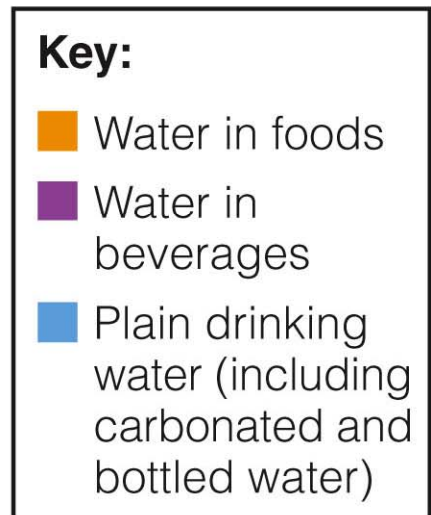 Key:
Water in foods
Water in
beverages
Plain drinking
water (including
carbonated and
bottled water)